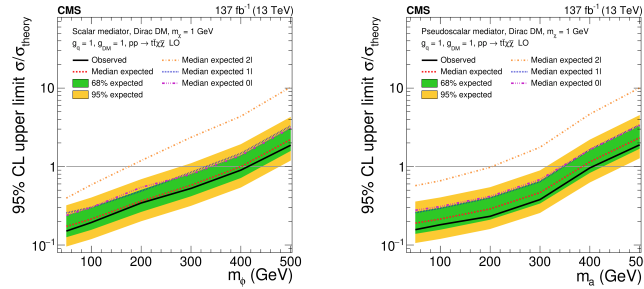 CMS 137 fb⁻¹ (13 TeV)
Scalar mediator, Dirac DM, mχ = 1 GeV
g_q = 1, g_DM = 1, pp → tt̄χχ̄ LO
Observed
Median expected
68% expected
95% expected
Median expected 2l
Median expected 1l
Median expected 0l
95% CL upper limit σ/σ_theory
10
1
10⁻¹
100 200 300 400 500
m_ϕ (GeV)
CMS 137 fb⁻¹ (13 TeV)
Pseudoscalar mediator, Dirac DM, mχ = 1 GeV
g_q = 1, g_DM = 1, pp → tt̄χχ̄ LO
Observed
Median expected
68% expected
95% expected
Median expected 2l
Median expected 1l
Median expected 0l
95% CL upper limit σ/σ_theory
10
1
10⁻¹
100 200 300 400 500
m_a (GeV)